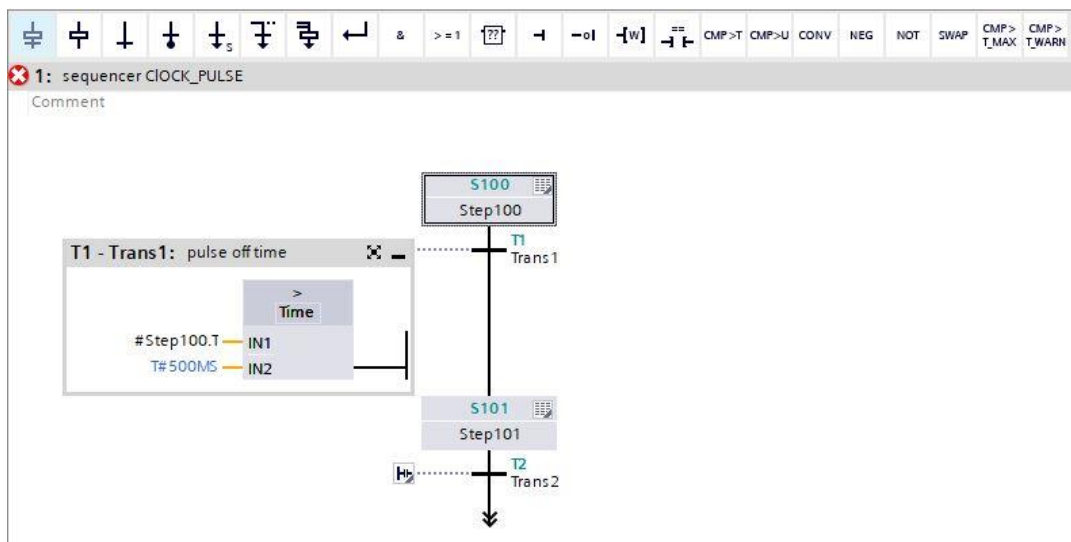 S & >=1 ?? [W] == CMP>T CMP>U CONV NEG NOT SWAP CMP> T_MAX CMP> T_WARN
1: sequencer ClOCK_PULSE
Comment
S100
Step100
T1
Trans1
T1 - Trans1: pulse off time
>
Time
#Step100.T IN1
T#500MS IN2
S101
Step101
T2
Trans2